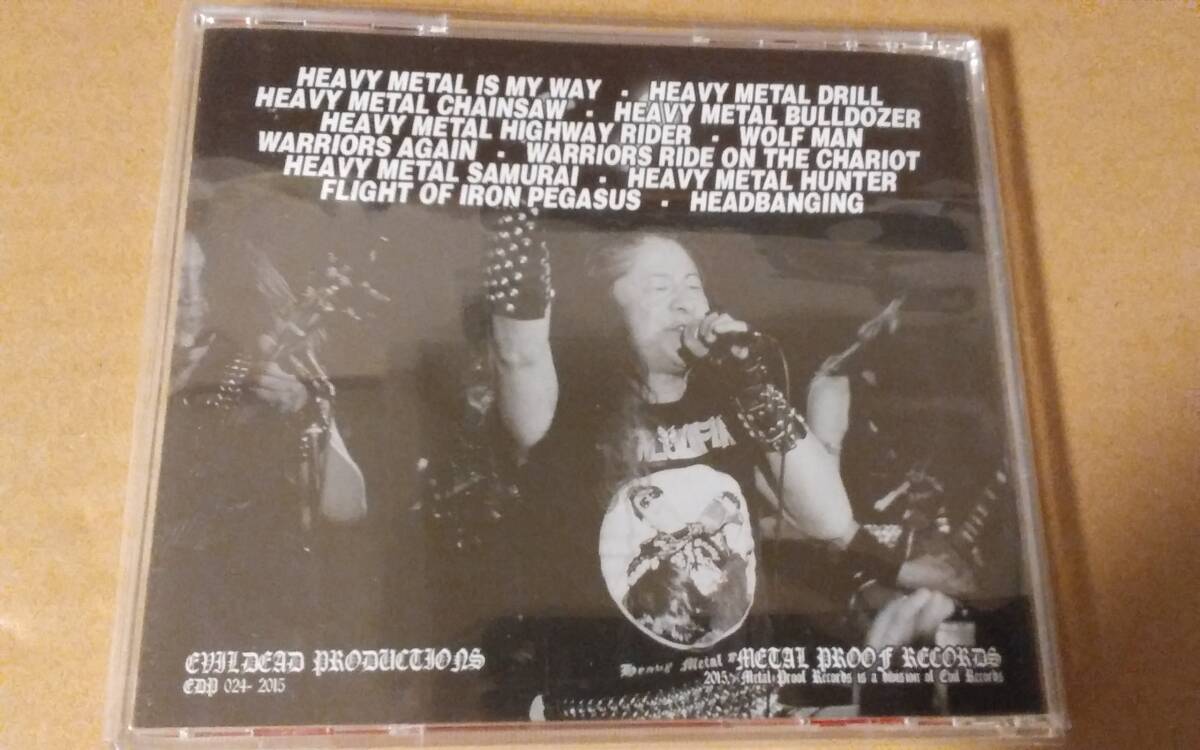 HEAVY METAL IS MY WAY · HEAVY METAL DRILL
HEAVY METAL CHAINSAW · HEAVY METAL BULLDOZER
HEAVY METAL HIGHWAY RIDER · WOLF MAN
WARRIORS AGAIN · WARRIORS RIDE ON THE CHARIOT
HEAVY METAL SAMURAI · HEAVY METAL HUNTER
FLIGHT OF IRON PEGASUS · HEADBANGING
EVILDEAD PRODUCTIONS
EDP 024- 2015
Heavy Metal
METAL PROOF RECORDS
2015, Metal Proof Records is a division of Evil Records